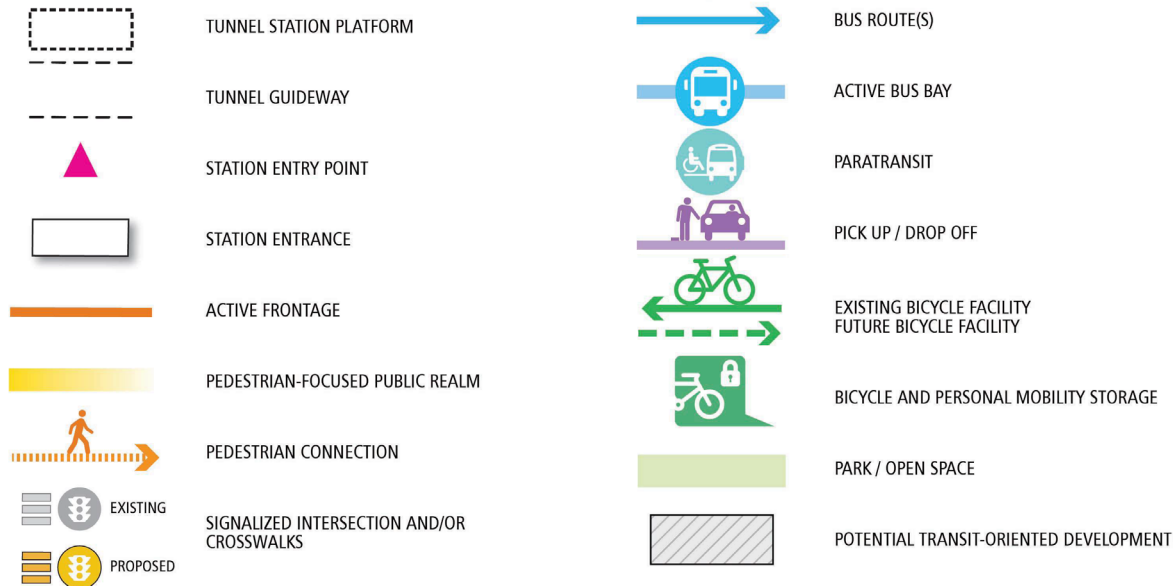 TUNNEL STATION PLATFORM
TUNNEL GUIDEWAY
STATION ENTRY POINT
STATION ENTRANCE
ACTIVE FRONTAGE
PEDESTRIAN-FOCUSED PUBLIC REALM
PEDESTRIAN CONNECTION
EXISTING
PROPOSED
SIGNALIZED INTERSECTION AND/OR
CROSSWALKS
BUS ROUTE(S)
ACTIVE BUS BAY
PARATRANSIT
PICK UP / DROP OFF
EXISTING BICYCLE FACILITY
FUTURE BICYCLE FACILITY
BICYCLE AND PERSONAL MOBILITY STORAGE
PARK / OPEN SPACE
POTENTIAL TRANSIT-ORIENTED DEVELOPMENT